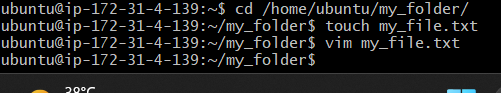 ubuntu@ip-172-31-4-139:~$ cd /home/ubuntu/my_folder/
ubuntu@ip-172-31-4-139:~/my_folder$ touch my_file.txt
ubuntu@ip-172-31-4-139:~/my_folder$ vim my_file.txt
ubuntu@ip-172-31-4-139:~/my_folder$
38°C